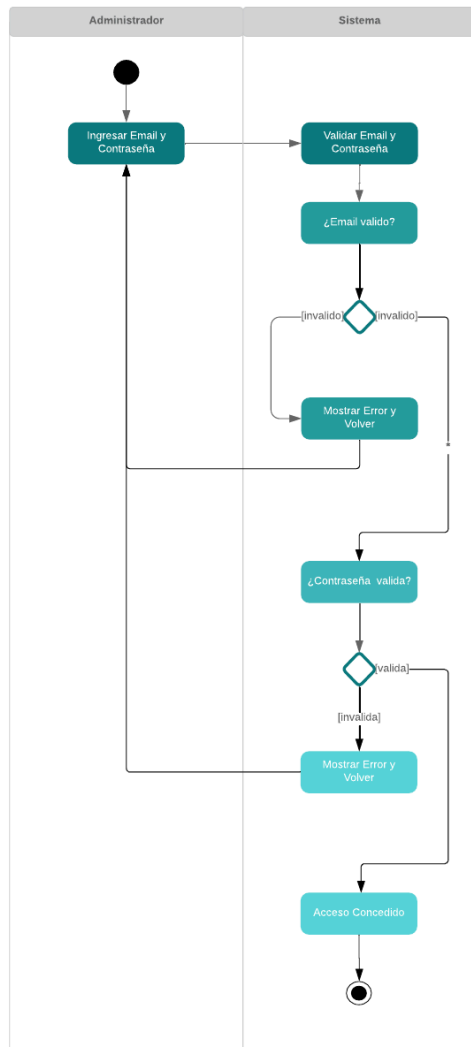 Administrador
Sistema
Ingresar Email y
Contraseña
Validar Email y
Contraseña
¿Email valido?
[invalido]
[invalido]
Mostrar Error y
Volver
¿Contraseña  valida?
[valida]
[invalida]
Mostrar Error y
Volver
Acceso Concedido